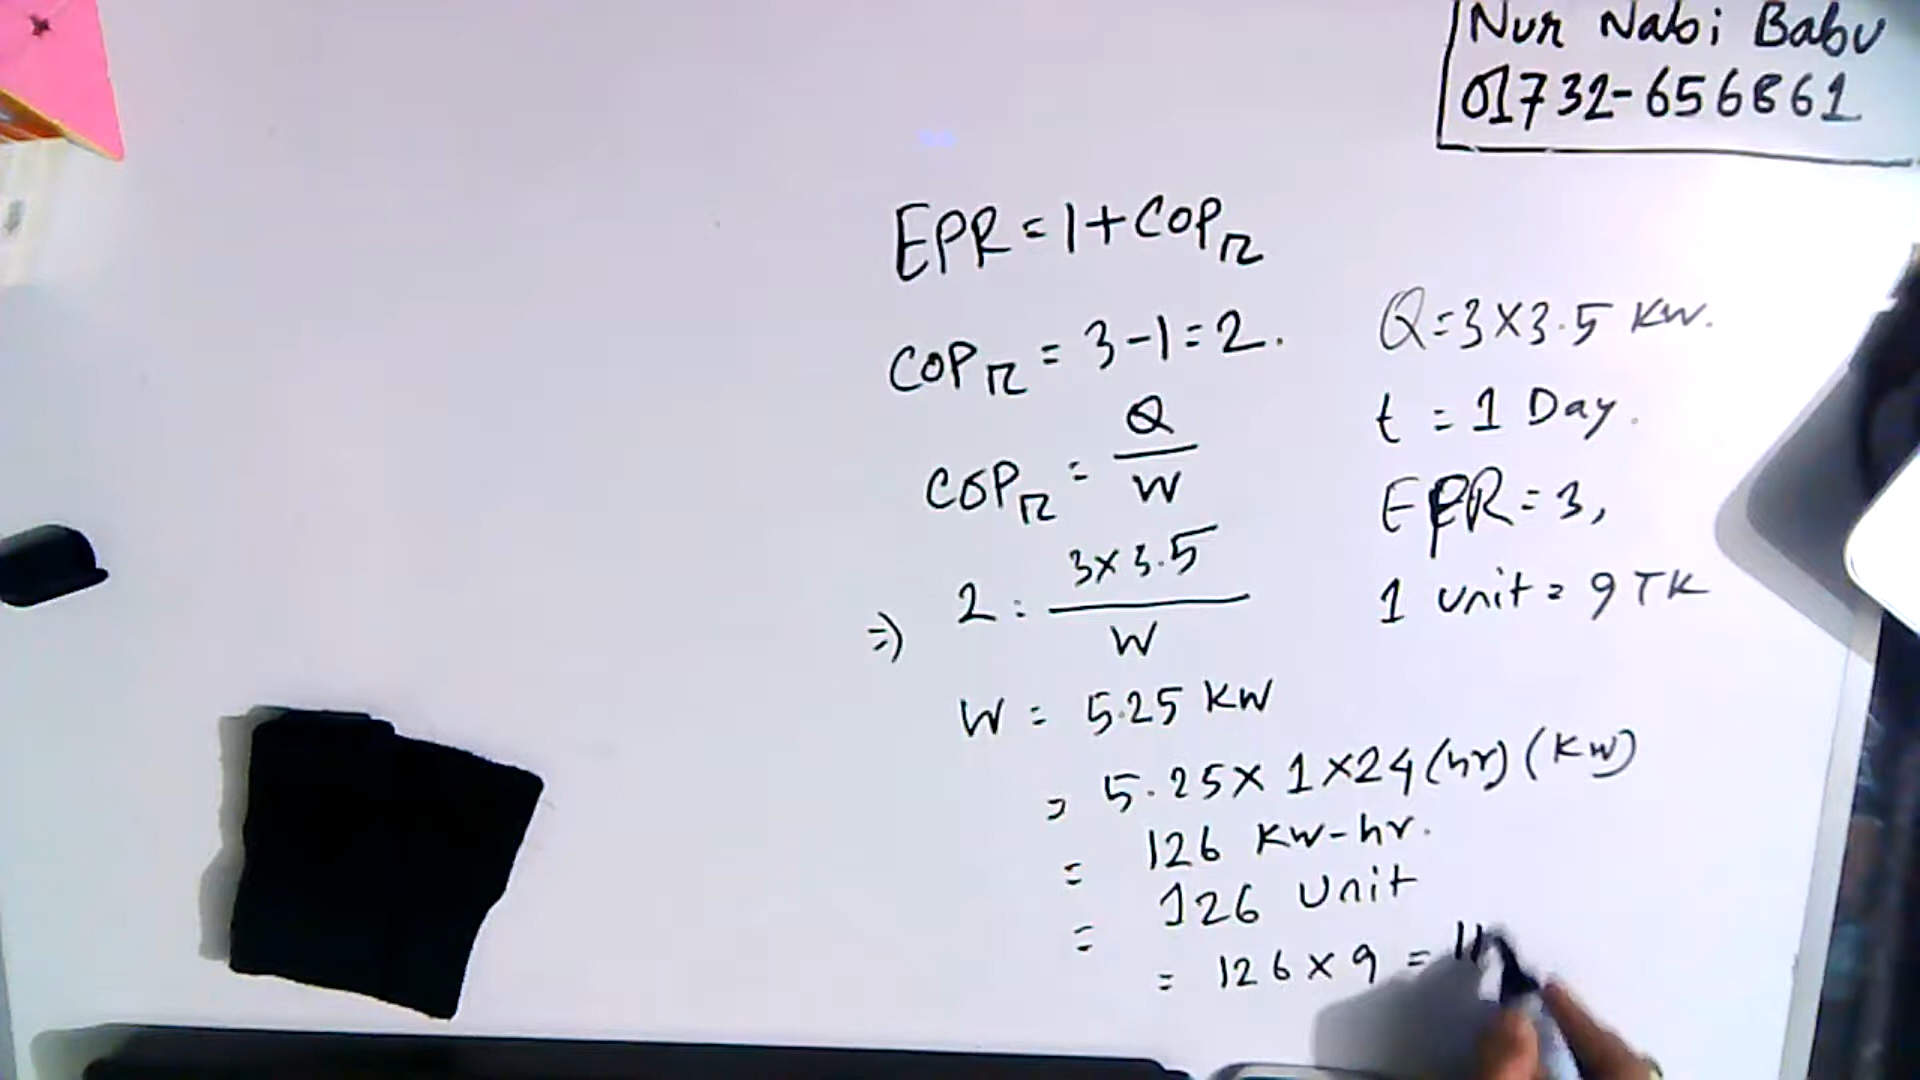 Nur Nabi Babu
01732-656861
EPR = 1 + COPR
COPR = 3-1 = 2.
COPR = Q/W
=) 2 = 3×3.5/W
W = 5.25 KW
= 5.25 × 1 × 24 (hr) (KW)
= 126 KW-hr.
= 126 Unit
= 126 × 9 =
Q = 3×3.5 KW.
t = 1 Day.
EPR = 3,
1 unit = 9 TK